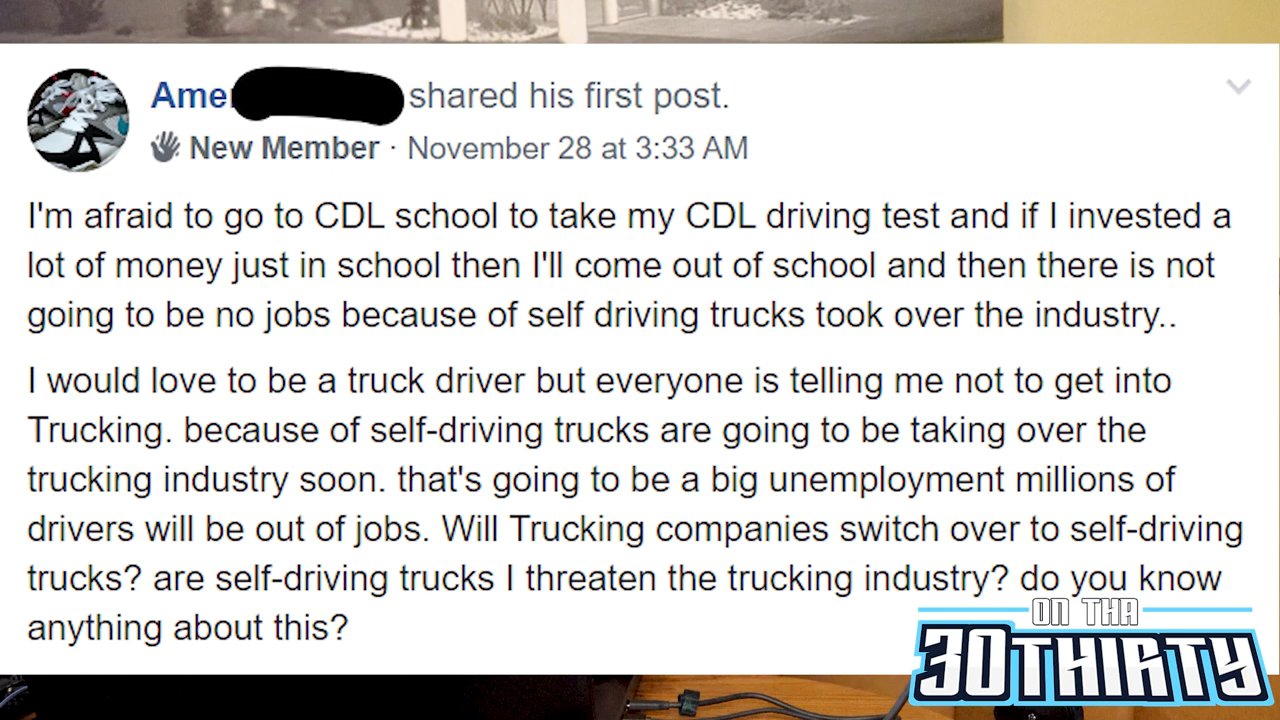 Amer shared his first post.
New Member · November 28 at 3:33 AM
I'm afraid to go to CDL school to take my CDL driving test and if I invested a
lot of money just in school then I'll come out of school and then there is not
going to be no jobs because of self driving trucks took over the industry..
I would love to be a truck driver but everyone is telling me not to get into
Trucking. because of self-driving trucks are going to be taking over the
trucking industry soon. that's going to be a big unemployment millions of
drivers will be out of jobs. Will Trucking companies switch over to self-driving
trucks? are self-driving trucks I threaten the trucking industry? do you know
anything about this?
ON THA
30THIRTY